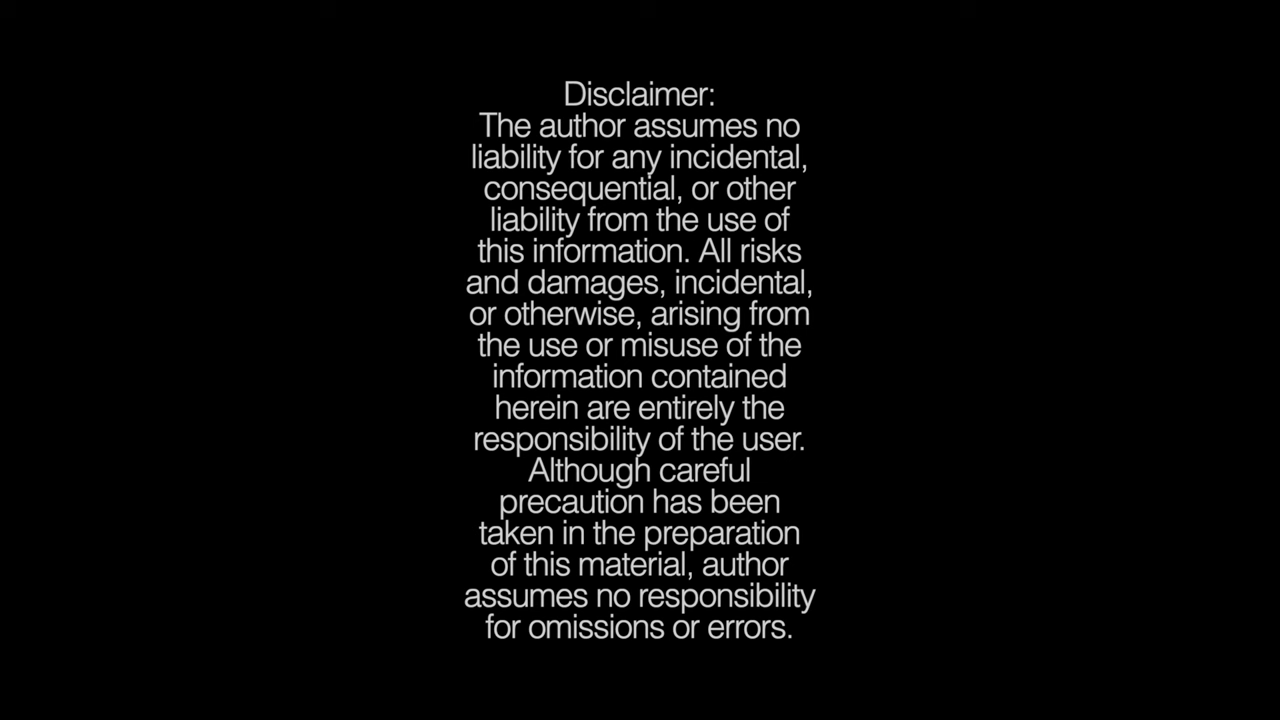 Disclaimer:
The author assumes no
liability for any incidental,
consequential, or other
liability from the use of
this information. All risks
and damages, incidental,
or otherwise, arising from
the use or misuse of the
information contained
herein are entirely the
responsibility of the user.
Although careful
precaution has been
taken in the preparation
of this material, author
assumes no responsibility
for omissions or errors.